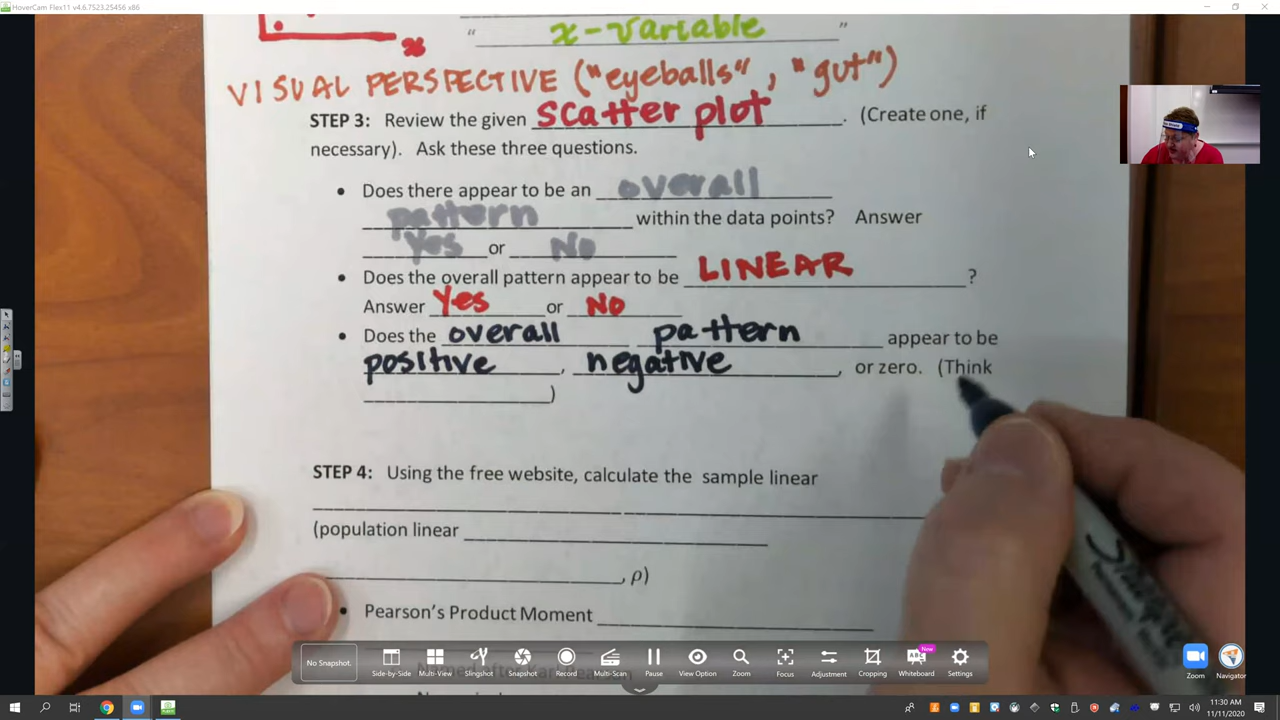 HoverCam Flex11 v4.6.7523.25456 x86
x
" x-variable "
VISUAL PERSPECTIVE ("eyeballs", "gut")
STEP 3: Review the given scatter plot. (Create one, if
necessary). Ask these three questions.
• Does there appear to be an overall
pattern within the data points? Answer
Yes or No
• Does the overall pattern appear to be LINEAR ?
Answer Yes or No
• Does the overall pattern appear to be
positive, negative, or zero. (Think
)
STEP 4: Using the free website, calculate the sample linear
(population linear
, ρ)
• Pearson's Product Moment
Sharpie
No Snapshot.
Side-by-Side
Multi-View
Slingshot
Snapshot
Record
Multi-Scan
Pause
View Option
Zoom
Focus
Adjustment
Cropping
New
ABC
Whiteboard
Settings
Zoom
Navigator
11:30 AM
11/11/2020